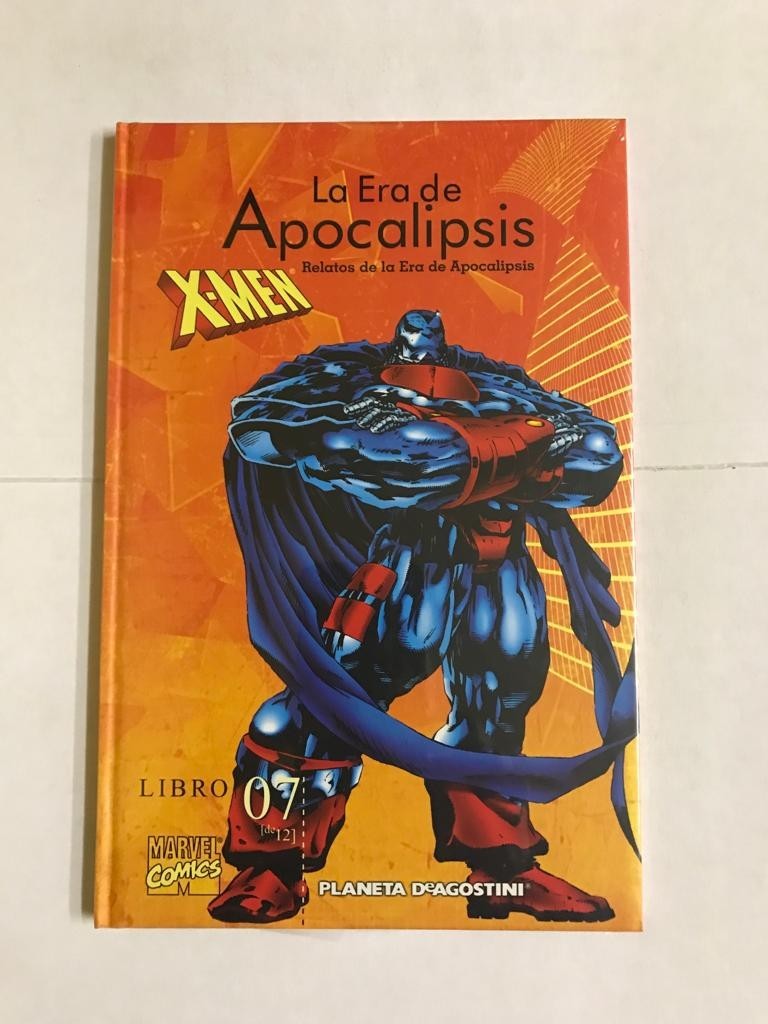 La Era de
Apocalipsis
Relatos de la Era de Apocalipsis
X-MEN
LIBRO 07
[de 12]
MARVEL
COMICS
M
PLANETA DeAGOSTINI